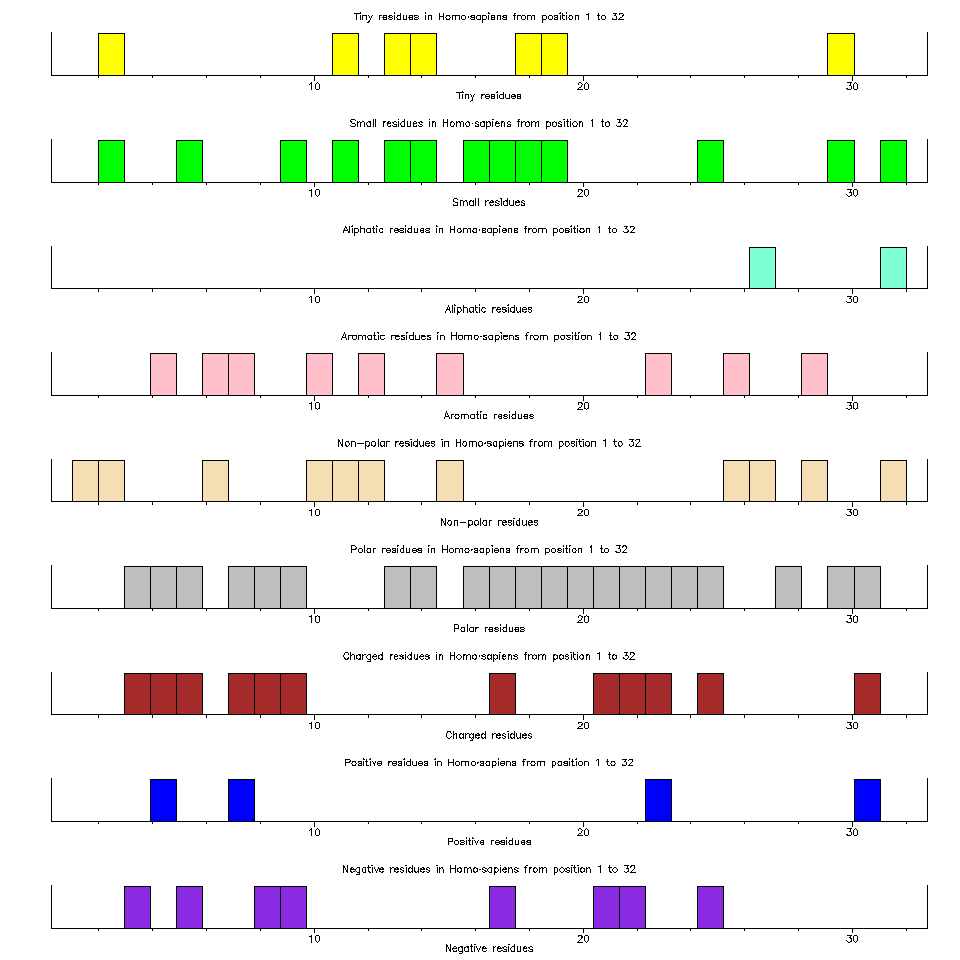 Tiny residues in Homo-sapiens from position 1 to 32
10 20 30
Tiny residues
Small residues in Homo-sapiens from position 1 to 32
10 20 30
Small residues
Aliphatic residues in Homo-sapiens from position 1 to 32
10 20 30
Aliphatic residues
Aromatic residues in Homo-sapiens from position 1 to 32
10 20 30
Aromatic residues
Non-polar residues in Homo-sapiens from position 1 to 32
10 20 30
Non-polar residues
Polar residues in Homo-sapiens from position 1 to 32
10 20 30
Polar residues
Charged residues in Homo-sapiens from position 1 to 32
10 20 30
Charged residues
Positive residues in Homo-sapiens from position 1 to 32
10 20 30
Positive residues
Negative residues in Homo-sapiens from position 1 to 32
10 20 30
Negative residues